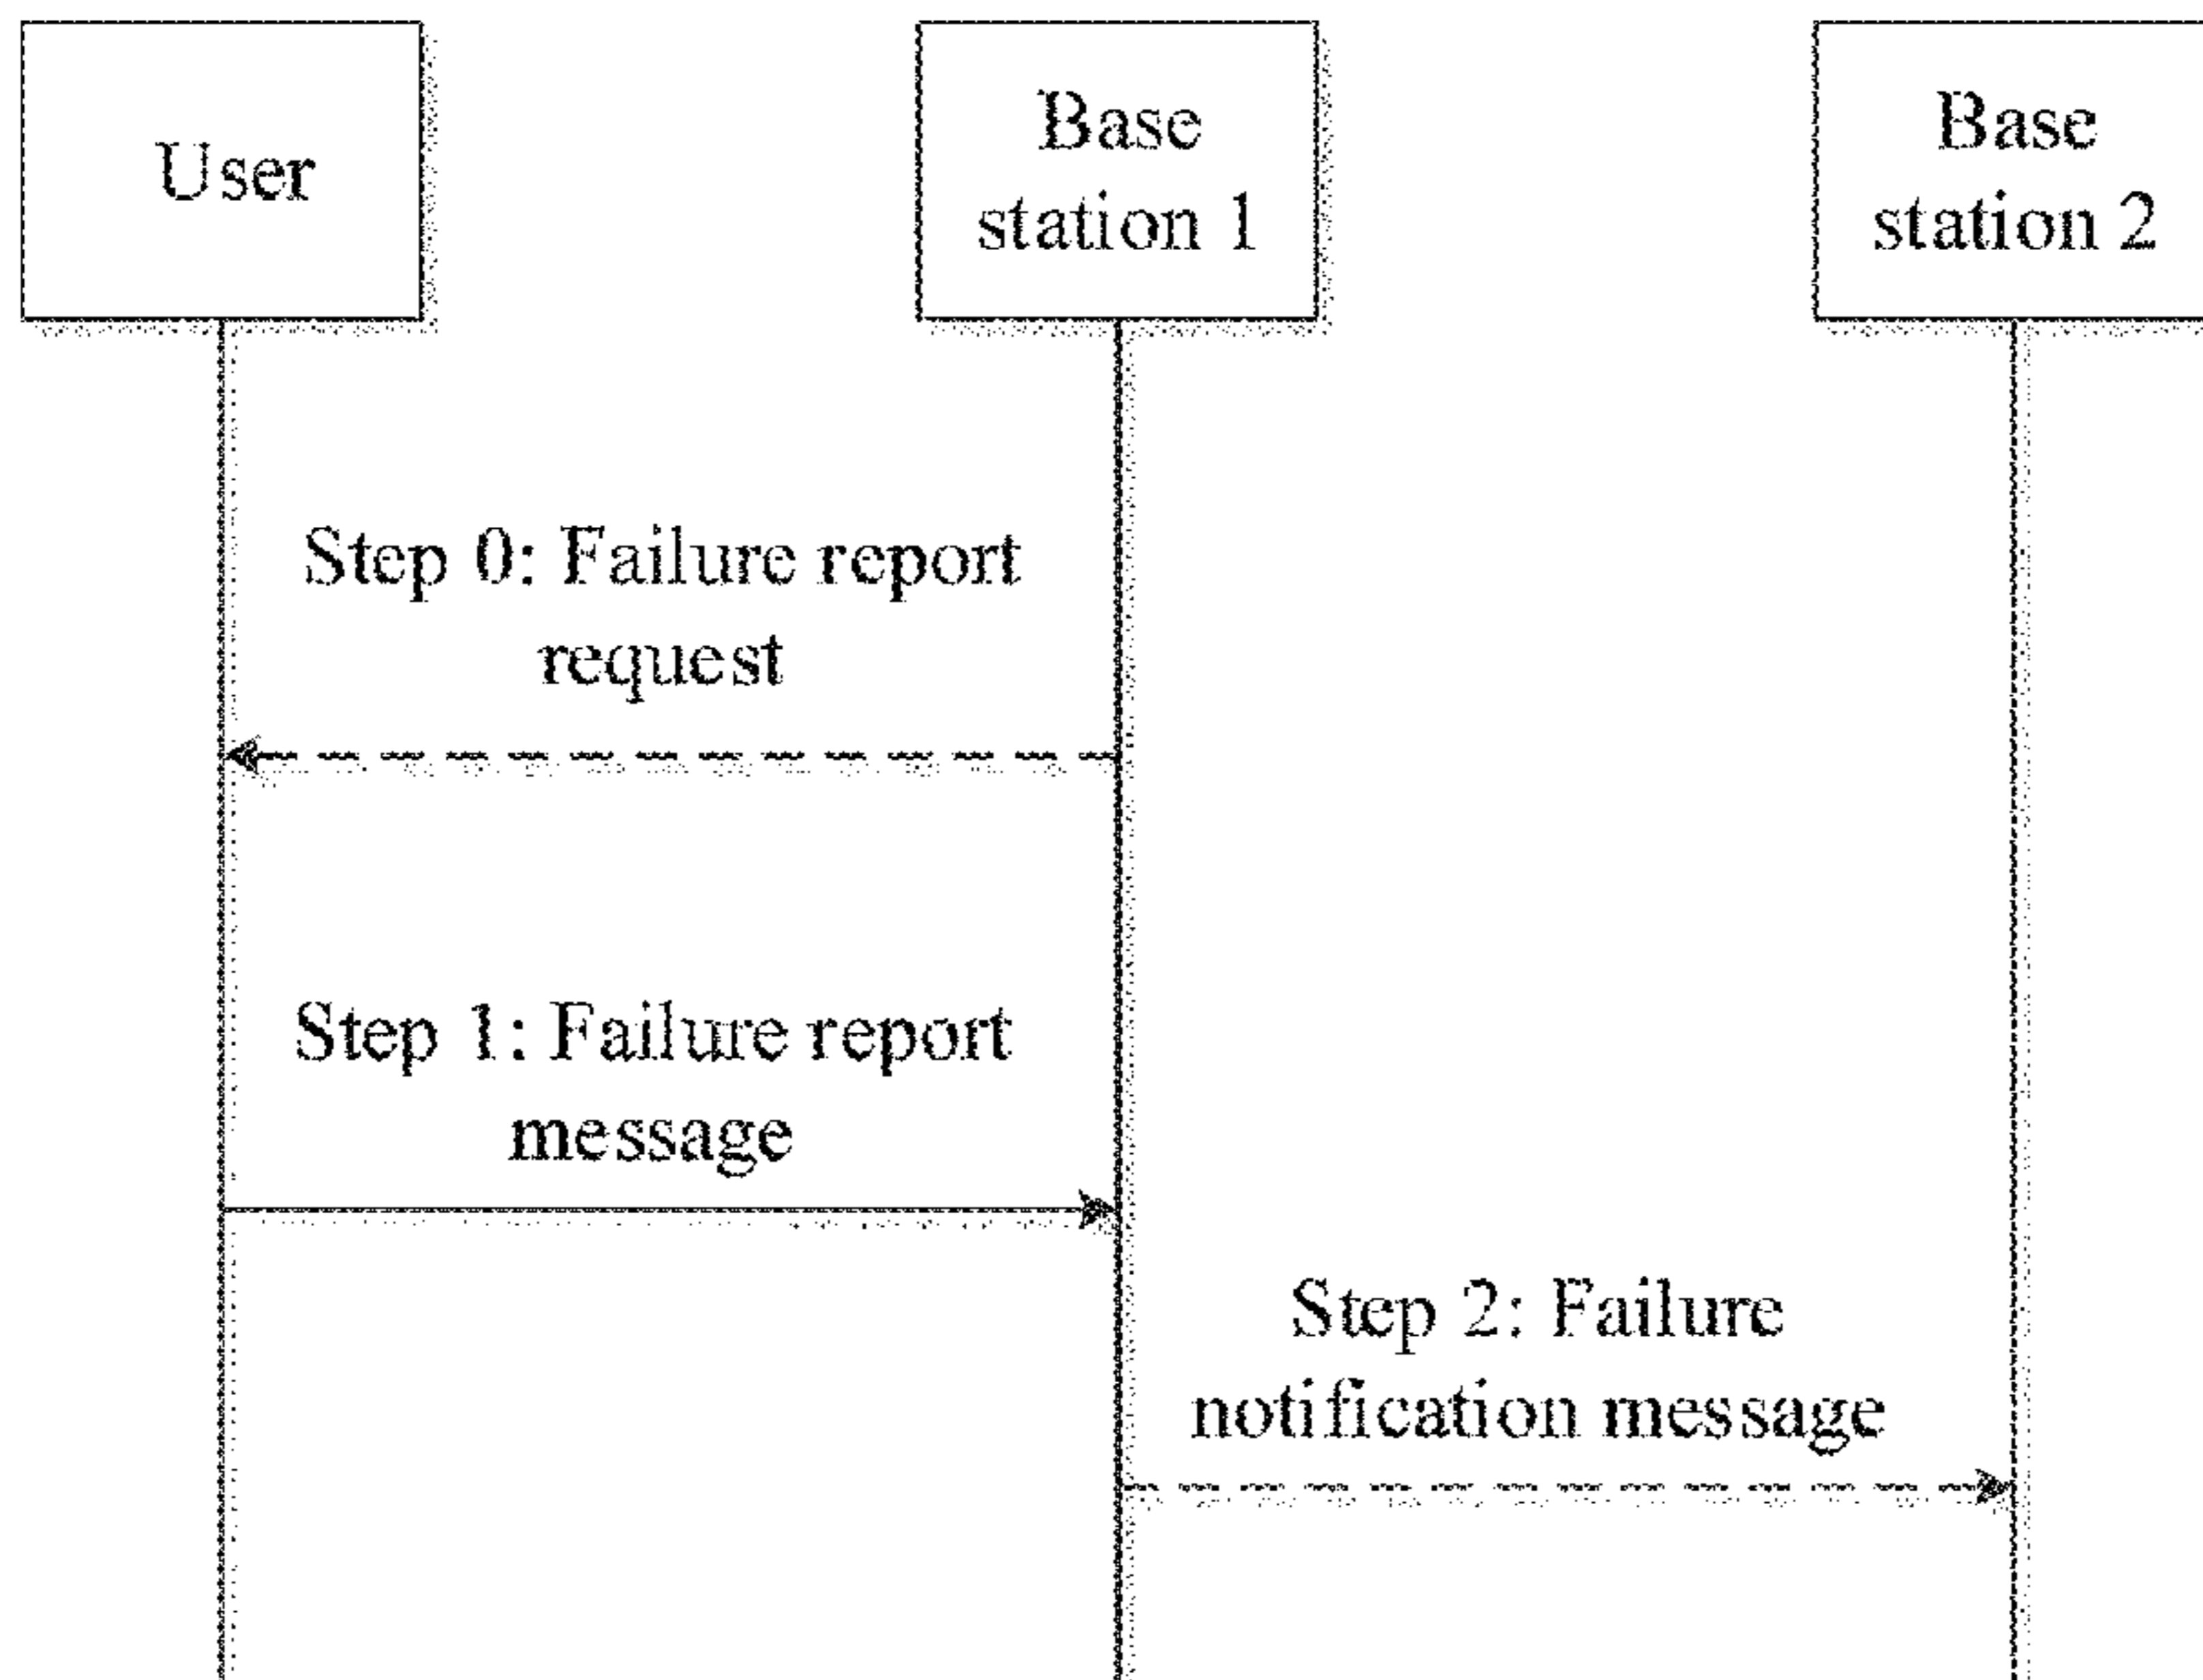 User
Base
station 1
Base
station 2
Step 0: Failure report
request
Step 1: Failure report
message
Step 2: Failure
notification message